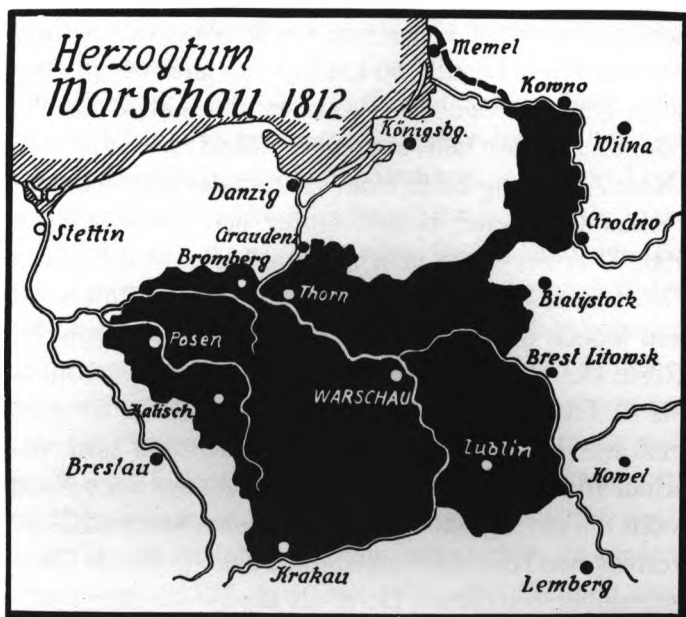 Herzogtum
Warschau 1812
Memel
Kowno
Königsbg.
Wilna
Danzig
Grodno
Stettin
Graudenz
Bromberg
Thorn
Bialystock
Posen
Brest Litowsk
WARSCHAU
Kalisch
Lublin
Breslau
Kowel
Krakau
Lemberg